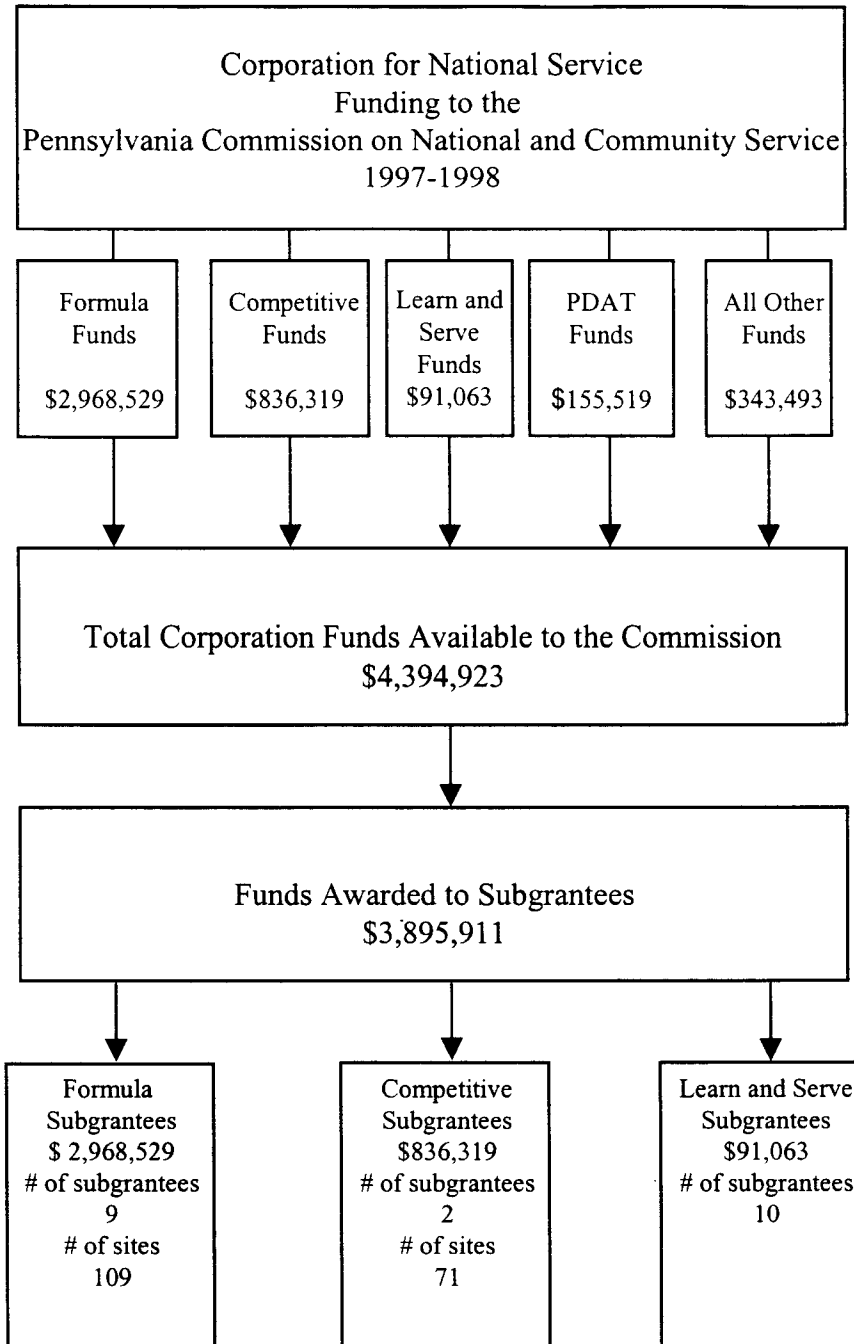 Corporation for National Service
Funding to the
Pennsylvania Commission on National and Community Service
1997-1998
Formula
Funds
$2,968,529
Competitive
Funds
$836,319
Learn and
Serve
Funds
$91,063
PDAT
Funds
$155,519
All Other
Funds
$343,493
Total Corporation Funds Available to the Commission
$4,394,923
Funds Awarded to Subgrantees
$3,895,911
Formula
Subgrantees
$ 2,968,529
# of subgrantees
9
# of sites
109
Competitive
Subgrantees
$836,319
# of subgrantees
2
# of sites
71
Learn and Serve
Subgrantees
$91,063
# of subgrantees
10